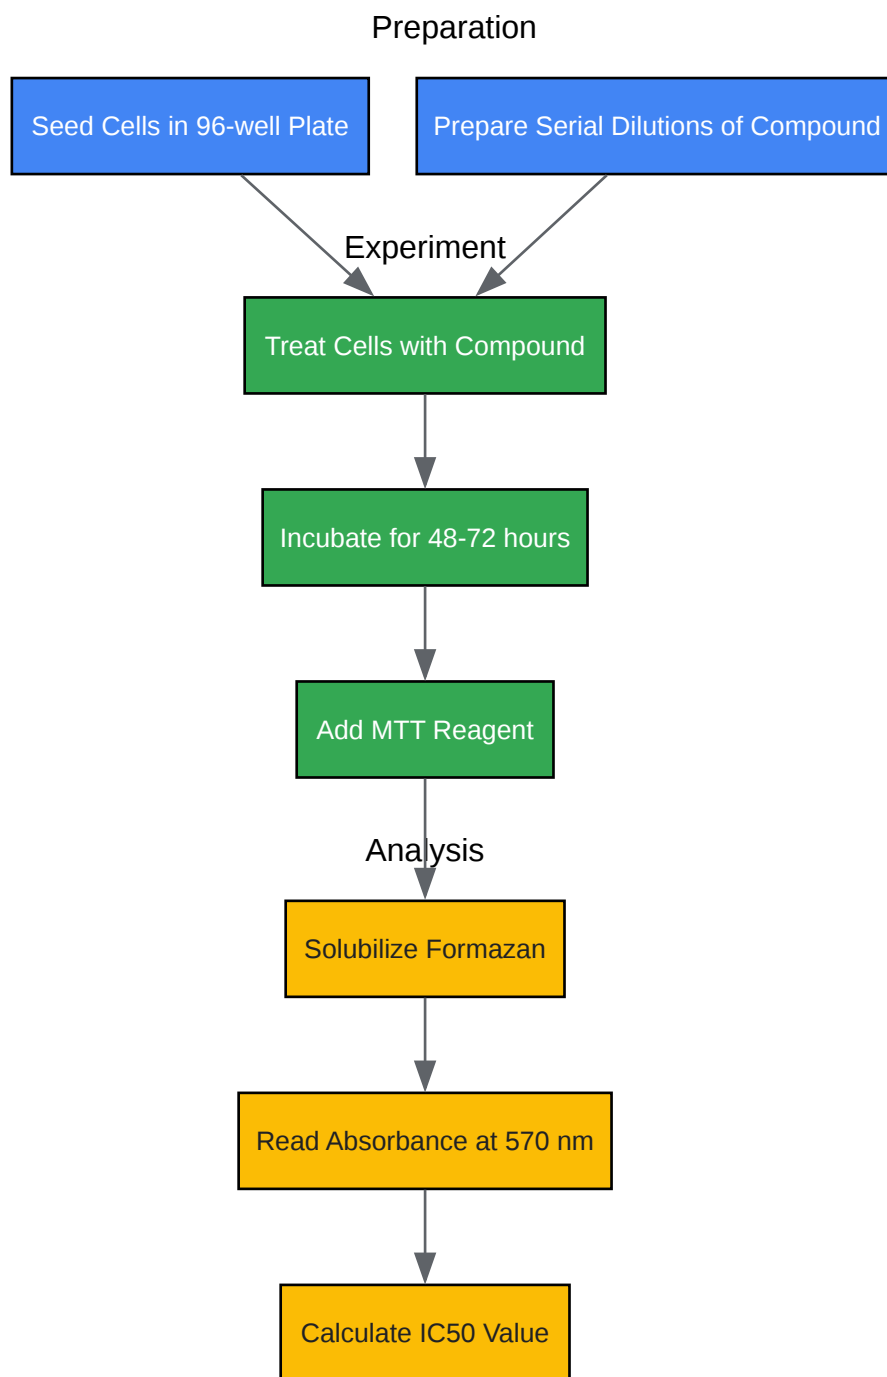 Preparation
Seed Cells in 96-well Plate
Prepare Serial Dilutions of Compound
Experiment
Treat Cells with Compound
Incubate for 48-72 hours
Add MTT Reagent
Analysis
Solubilize Formazan
Read Absorbance at 570 nm
Calculate IC50 Value